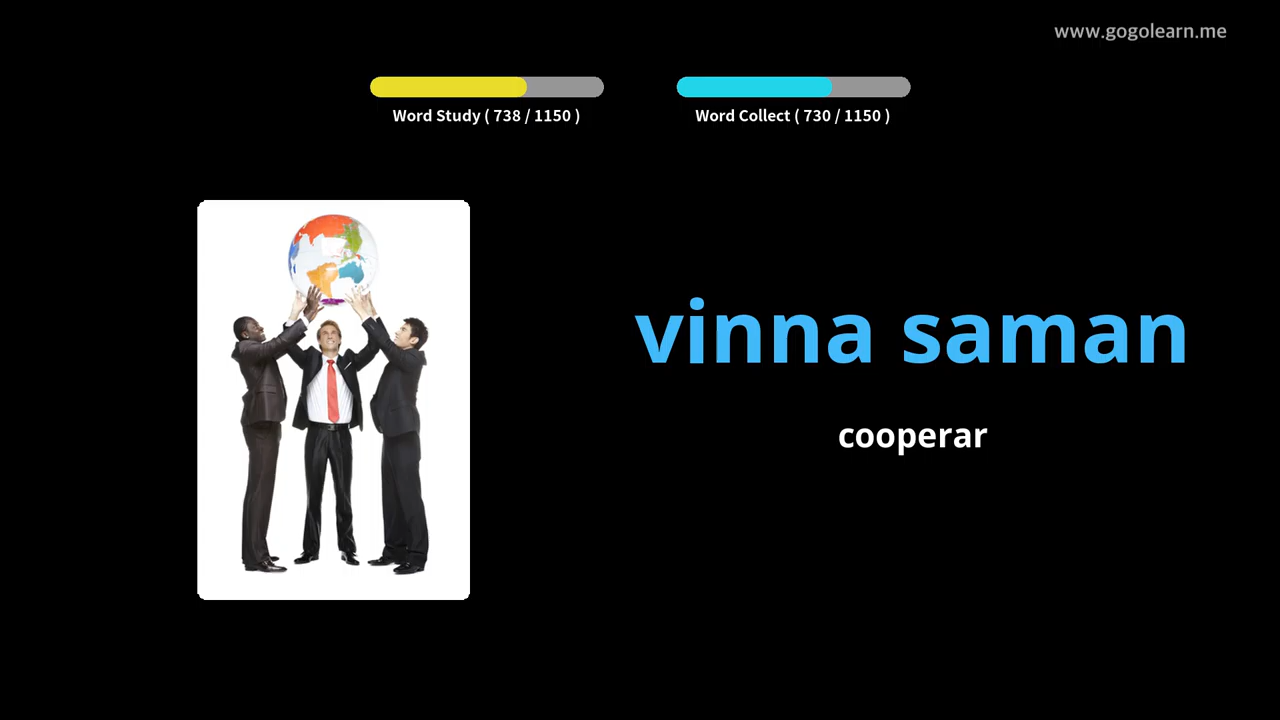 www.gogolearn.me
Word Study ( 738 / 1150 )
Word Collect ( 730 / 1150 )
vinna saman
cooperar